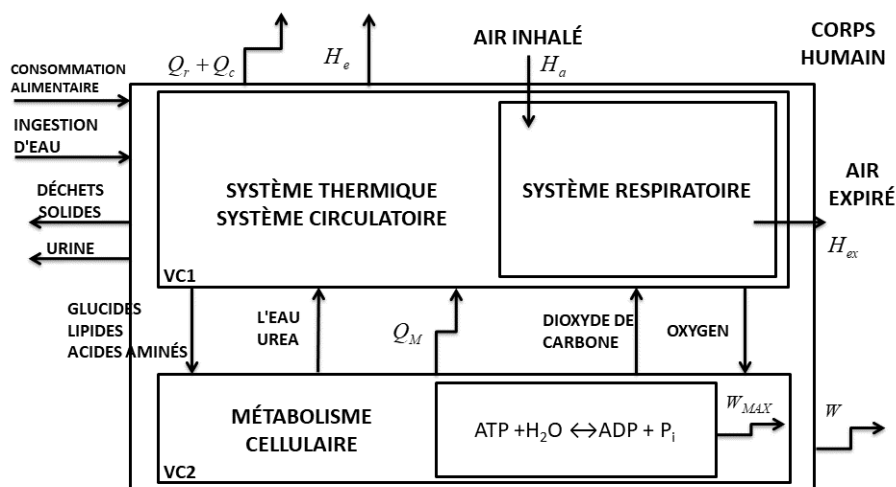 CORPS
HUMAIN
AIR INHALÉ
Q_r + Q_c
H_e
H_a
CONSOMMATION
ALIMENTAIRE
INGESTION
D'EAU
DÉCHETS
SOLIDES
URINE
SYSTÈME THERMIQUE
SYSTÈME CIRCULATOIRE
SYSTÈME RESPIRATOIRE
AIR
EXPIRÉ
H_ex
VC1
GLUCIDES
LIPIDES
ACIDES AMINÉS
L'EAU
UREA
Q_M
DIOXYDE DE
CARBONE
OXYGEN
MÉTABOLISME
CELLULAIRE
ATP +H₂O ↔ADP + Pᵢ
W_MAX
W
VC2